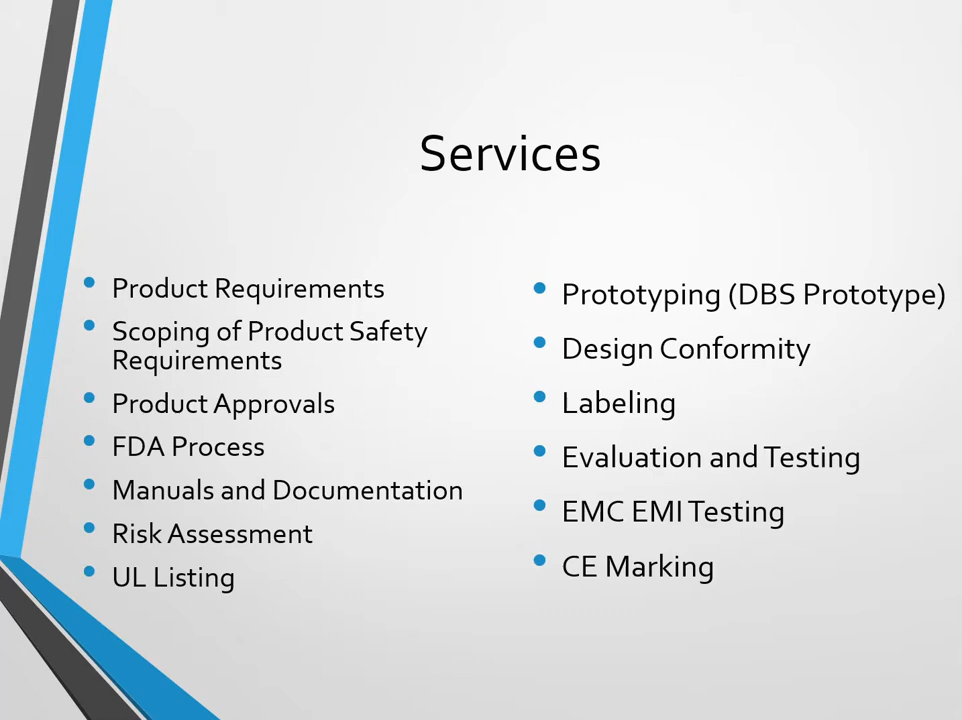 Services
Product Requirements
Scoping of Product Safety
Requirements
Product Approvals
FDA Process
Manuals and Documentation
Risk Assessment
UL Listing
Prototyping (DBS Prototype)
Design Conformity
Labeling
Evaluation and Testing
EMC EMI Testing
CE Marking